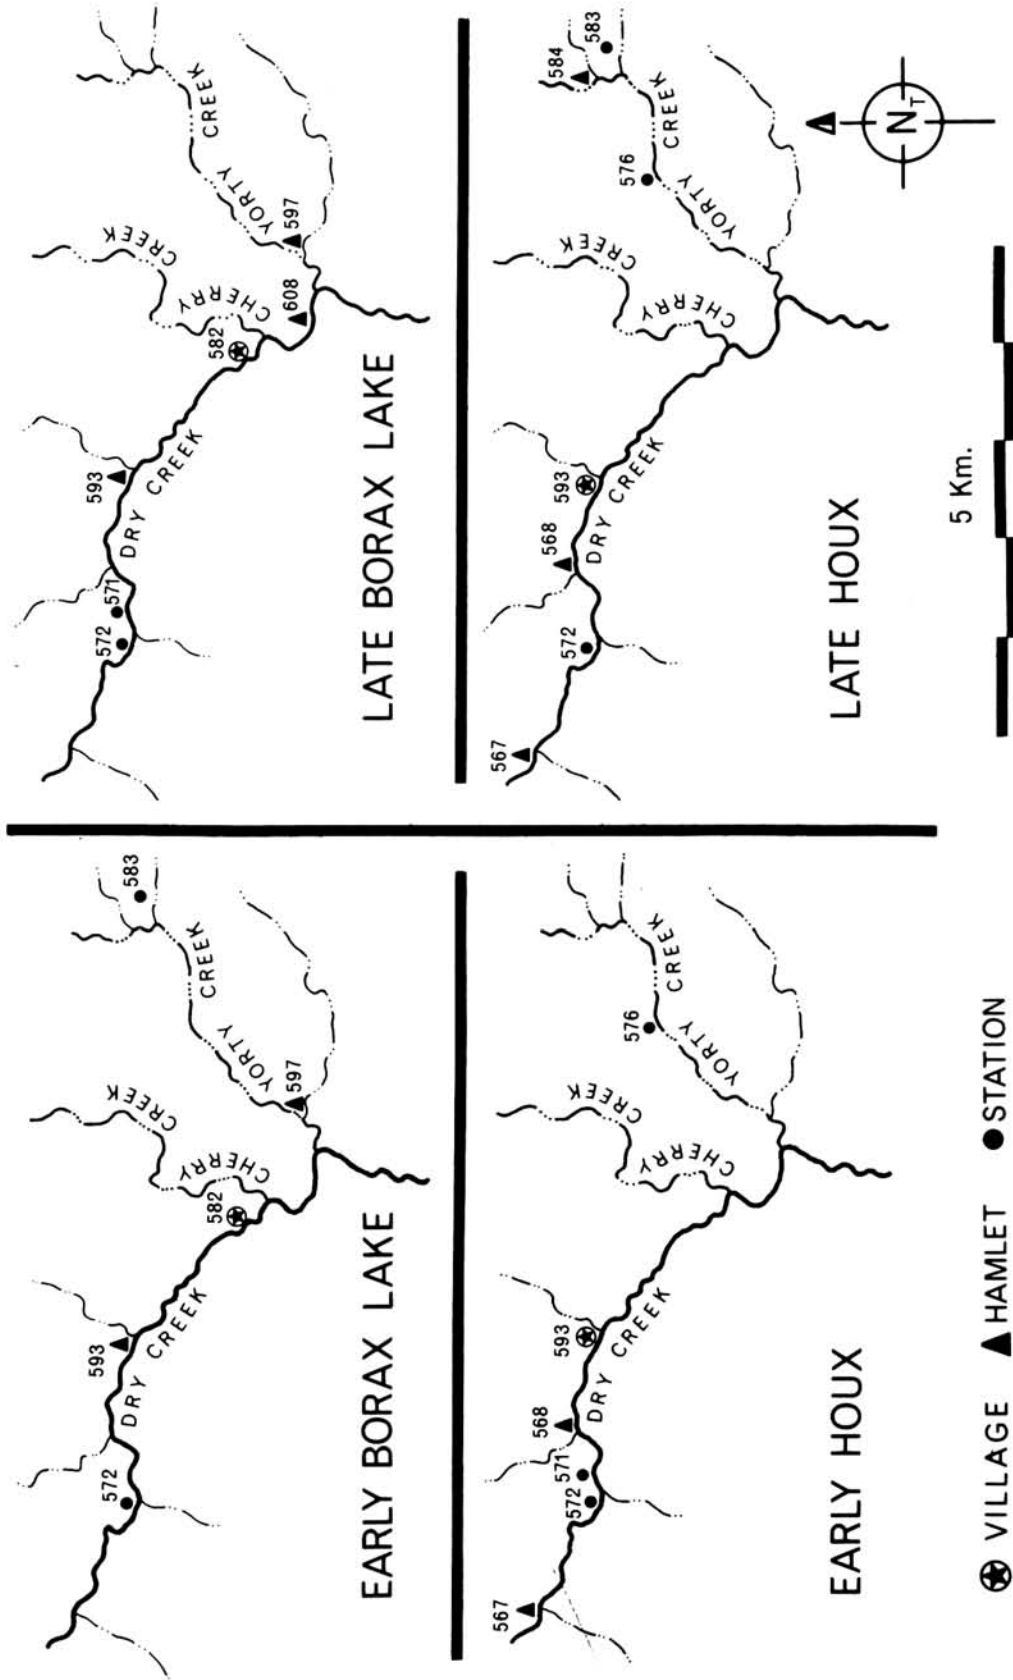 572
593
DRY CREEK
582
CHERRY CREEK
YORTY CREEK
597
583
EARLY BORAX LAKE
572
571
593
DRY CREEK
582
CHERRY CREEK
608
YORTY CREEK
597
LATE BORAX LAKE
567
572
571
568
593
DRY CREEK
CHERRY CREEK
YORTY CREEK
576
EARLY HOUX
567
572
568
593
DRY CREEK
CHERRY CREEK
YORTY CREEK
576
584
583
LATE HOUX
VILLAGE
HAMLET
STATION
5 Km.
NT